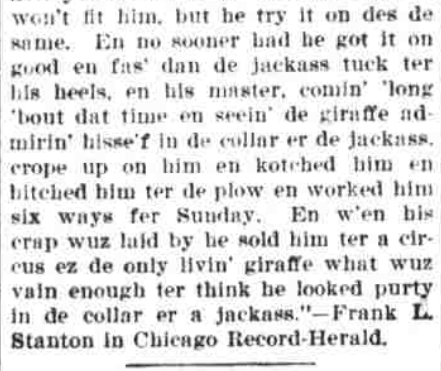 won't fit him, but he try it on des de
same. En no sooner had he got it on
good en fas' dan de jackass tuck ter
his heels, en his master, comin' 'long
'bout dat time en seein' de giraffe ad-
mirin' hisse'f in de collar er de jackass,
crope up on him en kotched him en
hitched him ter de plow en worked him
six ways fer Sunday. En w'en his
crap wuz laid by he sold him ter a cir-
cus ez de only livin' giraffe what wuz
vain enough ter think he looked purty
in de collar er a jackass."—Frank L.
Stanton in Chicago Record-Herald.